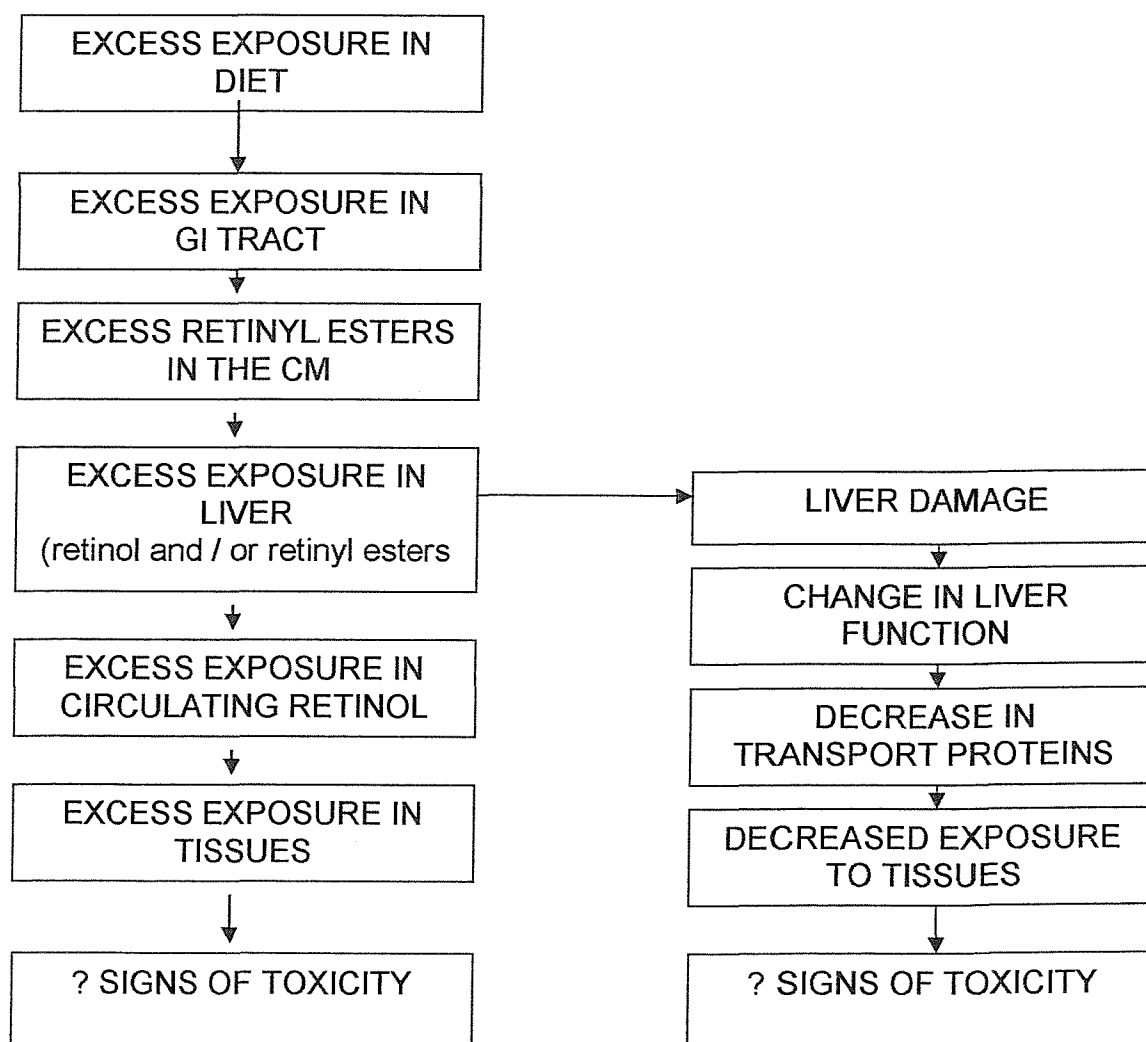 EXCESS EXPOSURE IN
DIET
EXCESS EXPOSURE IN
GI TRACT
EXCESS RETINYL ESTERS
IN THE CM
EXCESS EXPOSURE IN
LIVER
(retinol and / or retinyl esters
EXCESS EXPOSURE IN
CIRCULATING RETINOL
EXCESS EXPOSURE IN
TISSUES
? SIGNS OF TOXICITY
LIVER DAMAGE
CHANGE IN LIVER
FUNCTION
DECREASE IN
TRANSPORT PROTEINS
DECREASED EXPOSURE
TO TISSUES
? SIGNS OF TOXICITY